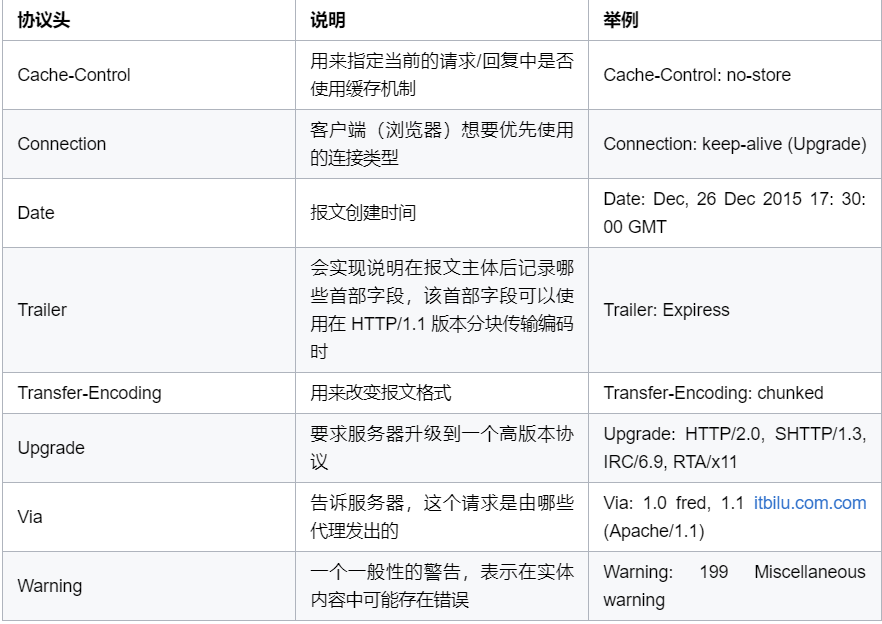 协议头 说明 举例
Cache-Control
用来指定当前的请求/回复中是否
使用缓存机制
Cache-Control: no-store
Connection
客户端（浏览器）想要优先使用
的连接类型
Connection: keep-alive (Upgrade)
Date
报文创建时间
Date: Dec, 26 Dec 2015 17: 30:
00 GMT
Trailer
会实现说明在报文主体后记录哪
些首部字段，该首部字段可以使
用在 HTTP/1.1 版本分块传输编码
时
Trailer: Expiress
Transfer-Encoding
用来改变报文格式
Transfer-Encoding: chunked
Upgrade
要求服务器升级到一个高版本协
议
Upgrade: HTTP/2.0, SHTTP/1.3,
IRC/6.9, RTA/x11
Via
告诉服务器，这个请求是由哪些
代理发出的
Via: 1.0 fred, 1.1 itbilu.com.com
(Apache/1.1)
Warning
一个一般性的警告，表示在实体
内容中可能存在错误
Warning: 199 Miscellaneous
warning